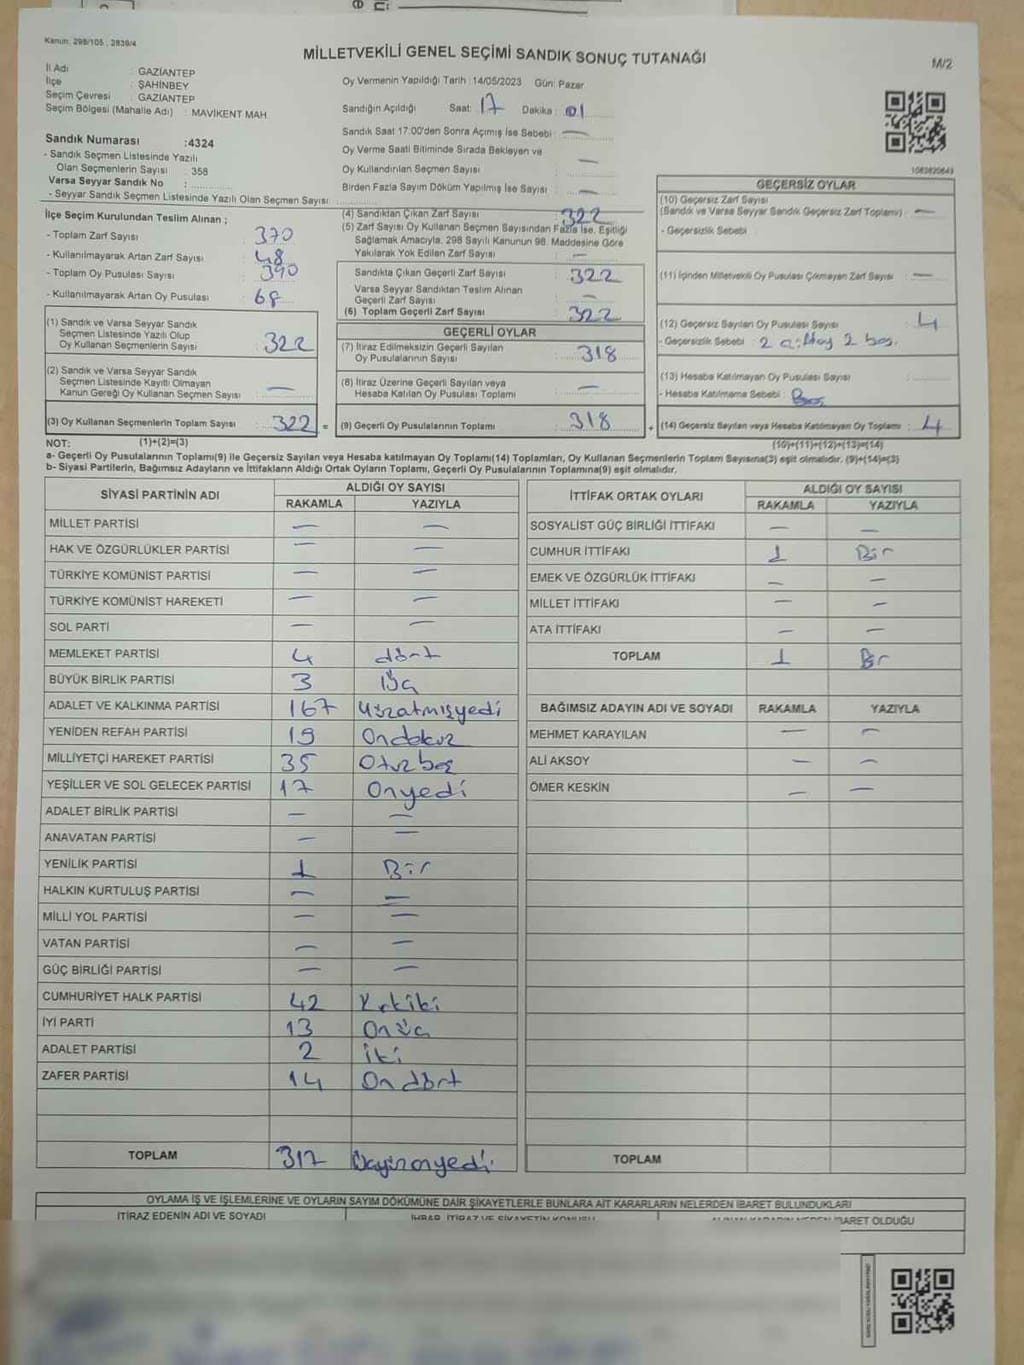 Kanun: 298/105 , 2839/4
MİLLETVEKİLİ GENEL SEÇİMİ SANDIK SONUÇ TUTANAĞI
M/2
İl Adı : GAZİANTEP
İlçe : ŞAHİNBEY
Seçim Çevresi : GAZİANTEP
Seçim Bölgesi (Mahalle Adı) : MAVİKENT MAH
Oy Vermenin Yapıldığı Tarih :14/05/2023 Gün: Pazar
Sandığın Açıldığı Saat: 17 Dakika : 01
Sandık Saat 17:00'den Sonra Açımış İse Sebebi : —
Oy Verme Saati Bitiminde Sırada Bekleyen ve
Oy Kullandırılan Seçmen Sayısı : —
Birden Fazla Sayım Döküm Yapılmış İse Sayısı : —
1083820649
Sandık Numarası :4324
- Sandık Seçmen Listesinde Yazılı
Olan Seçmenlerin Sayısı : 358
Varsa Seyyar Sandık No :
- Seyyar Sandık Seçmen Listesinde Yazılı Olan Seçmen Sayısı :
İlçe Seçim Kurulundan Teslim Alınan ;
- Toplam Zarf Sayısı : 370
- Kullanılmayarak Artan Zarf Sayısı : 48
- Toplam Oy Pusulası Sayısı : 390
- Kullanılmayarak Artan Oy Pusulası : 68
(1) Sandık ve Varsa Seyyar Sandık
Seçmen Listesinde Yazılı Olup
Oy Kullanan Seçmenlerin Sayısı : 322
(2) Sandık ve Varsa Seyyar Sandık
Seçmen Listesinde Kayıtlı Olmayan
Kanun Gereği Oy Kullanan Seçmen Sayısı : —
(3) Oy Kullanan Seçmenlerin Toplam Sayısı : 322 =
(4) Sandıktan Çıkan Zarf Sayısı : 322
(5) Zarf Sayısı Oy Kullanan Seçmen Sayısından Fazla İse, Eşitliği
Sağlamak Amacıyla, 298 Sayılı Kanunun 98. Maddesine Göre
Yakılarak Yok Edilen Zarf Sayısı : —
Sandıkta Çıkan Geçerli Zarf Sayısı : 322
Varsa Seyyar Sandıktan Teslim Alınan
Geçerli Zarf Sayısı : —
(6) Toplam Geçerli Zarf Sayısı : 322
GEÇERLİ OYLAR
(7) İtiraz Edilmeksizin Geçerli Sayılan
Oy Pusulalarının Sayısı : 318
(8) İtiraz Üzerine Geçerli Sayılan veya
Hesaba Katılan Oy Pusulası Toplamı : —
(9) Geçerli Oy Pusulalarının Toplamı : 318 +
GEÇERSİZ OYLAR
(10) Geçersiz Zarf Sayısı
(Sandık ve Varsa Seyyar Sandık Geçersiz Zarf Toplamı) : —
- Geçersizlik Sebebi :
(11) İçinden Milletvekili Oy Pusulası Çıkmayan Zarf Sayısı : —
(12) Geçersiz Sayılan Oy Pusulası Sayısı : 4
- Geçersizlik Sebebi : 2 2 boş.
(13) Hesaba Katılmayan Oy Pusulası Sayısı :
- Hesaba Katılmama Sebebi : Boş
(14) Geçersiz Sayılan veya Hesaba Katılmayan Oy Toplamı : 4
NOT: (1)+(2)=(3) (10)+(11)+(12)+(13)=(14)
a- Geçerli Oy Pusulalarının Toplamı(9) ile Geçersiz Sayılan veya Hesaba katılmayan Oy Toplamı(14) Toplamları, Oy Kullanan Seçmenlerin Toplam Sayısına(3) eşit olmalıdır. (9)+(14)=(3)
b- Siyasi Partilerin, Bağımsız Adayların ve İttifakların Aldığı Ortak Oyların Toplamı, Geçerli Oy Pusulalarının Toplamına(9) eşit olmalıdır.
SİYASİ PARTİNİN ADI ALDIĞI OY SAYISI
RAKAMLA YAZIYLA
MİLLET PARTİSİ — —
HAK VE ÖZGÜRLÜKLER PARTİSİ — —
TÜRKİYE KOMÜNİST PARTİSİ — —
TÜRKİYE KOMÜNİST HAREKETİ — —
SOL PARTİ — —
MEMLEKET PARTİSİ 4 dört
BÜYÜK BİRLİK PARTİSİ 3 Üç
ADALET VE KALKINMA PARTİSİ 167 Yüzatmışyedi
YENİDEN REFAH PARTİSİ 19 Ondokuz
MİLLİYETÇİ HAREKET PARTİSİ 35 Otuz beş
YEŞİLLER VE SOL GELECEK PARTİSİ 17 Onyedi
ADALET BİRLİK PARTİSİ — —
ANAVATAN PARTİSİ — —
YENİLİK PARTİSİ 1 Bir
HALKIN KURTULUŞ PARTİSİ — —
MİLLİ YOL PARTİSİ — —
VATAN PARTİSİ — —
GÜÇ BİRLİĞİ PARTİSİ — —
CUMHURİYET HALK PARTİSİ 42 Kırkiki
İYİ PARTİ 13 Onüç
ADALET PARTİSİ 2 İki
ZAFER PARTİSİ 14 On dört
TOPLAM 317 Üçyüzonyedi
İTTİFAK ORTAK OYLARI ALDIĞI OY SAYISI
RAKAMLA YAZIYLA
SOSYALİST GÜÇ BİRLİĞİ İTTİFAKI — —
CUMHUR İTTİFAKI 1 Bir
EMEK VE ÖZGÜRLÜK İTTİFAKI — —
MİLLET İTTİFAKI — —
ATA İTTİFAKI — —
TOPLAM 1 Bir
BAĞIMSIZ ADAYIN ADI VE SOYADI RAKAMLA YAZIYLA
MEHMET KARAYILAN — —
ALİ AKSOY — —
ÖMER KESKİN — —
TOPLAM
OYLAMA İŞ VE İŞLEMLERİNE VE OYLARIN SAYIM DÖKÜMÜNE DAİR ŞİKAYETLERLE BUNLARA AİT KARARLARIN NELERDEN İBARET BULUNDUKLARI
İTİRAZ EDENİN ADI VE SOYADI